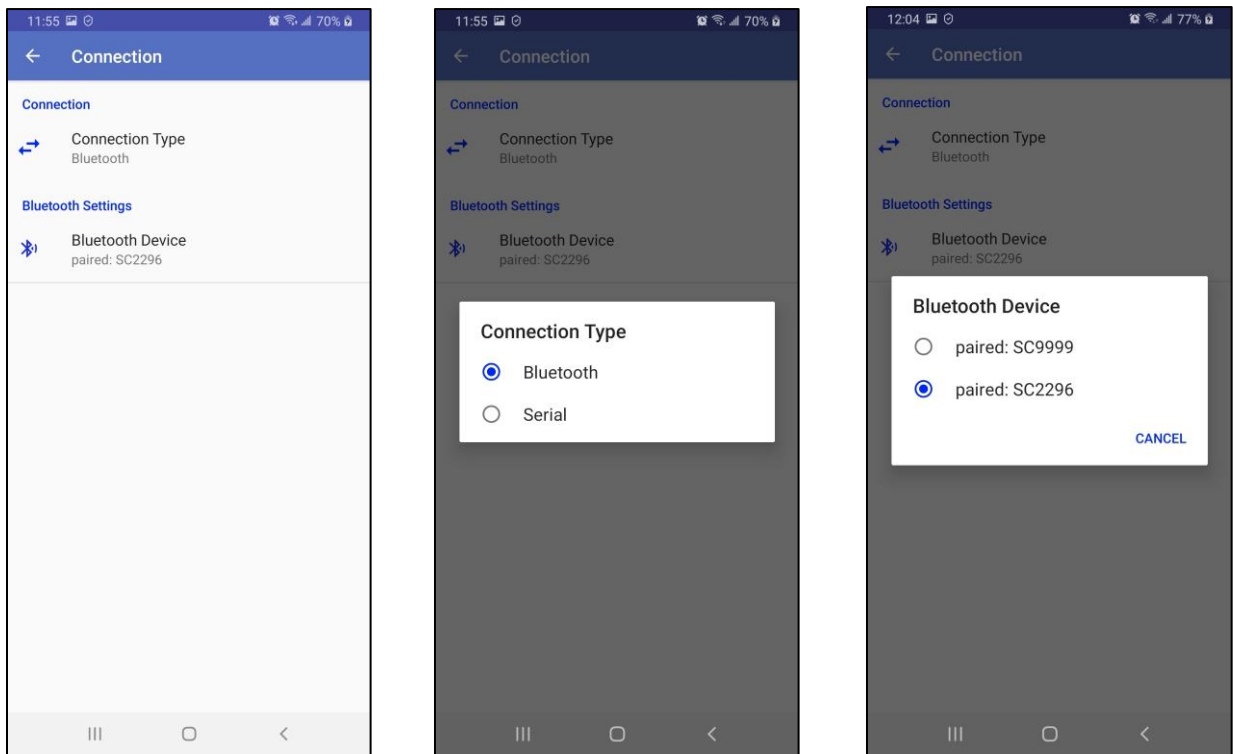 11:55 70%
Connection
Connection
Connection Type
Bluetooth
Bluetooth Settings
Bluetooth Device
paired: SC2296
11:55 70%
Connection
Connection
Connection Type
Bluetooth
Bluetooth Settings
Bluetooth Device
paired: SC2296
Connection Type
Bluetooth
Serial
12:04 77%
Connection
Connection
Connection Type
Bluetooth
Bluetooth Settings
Bluetooth Device
paired: SC2296
Bluetooth Device
paired: SC9999
paired: SC2296
CANCEL